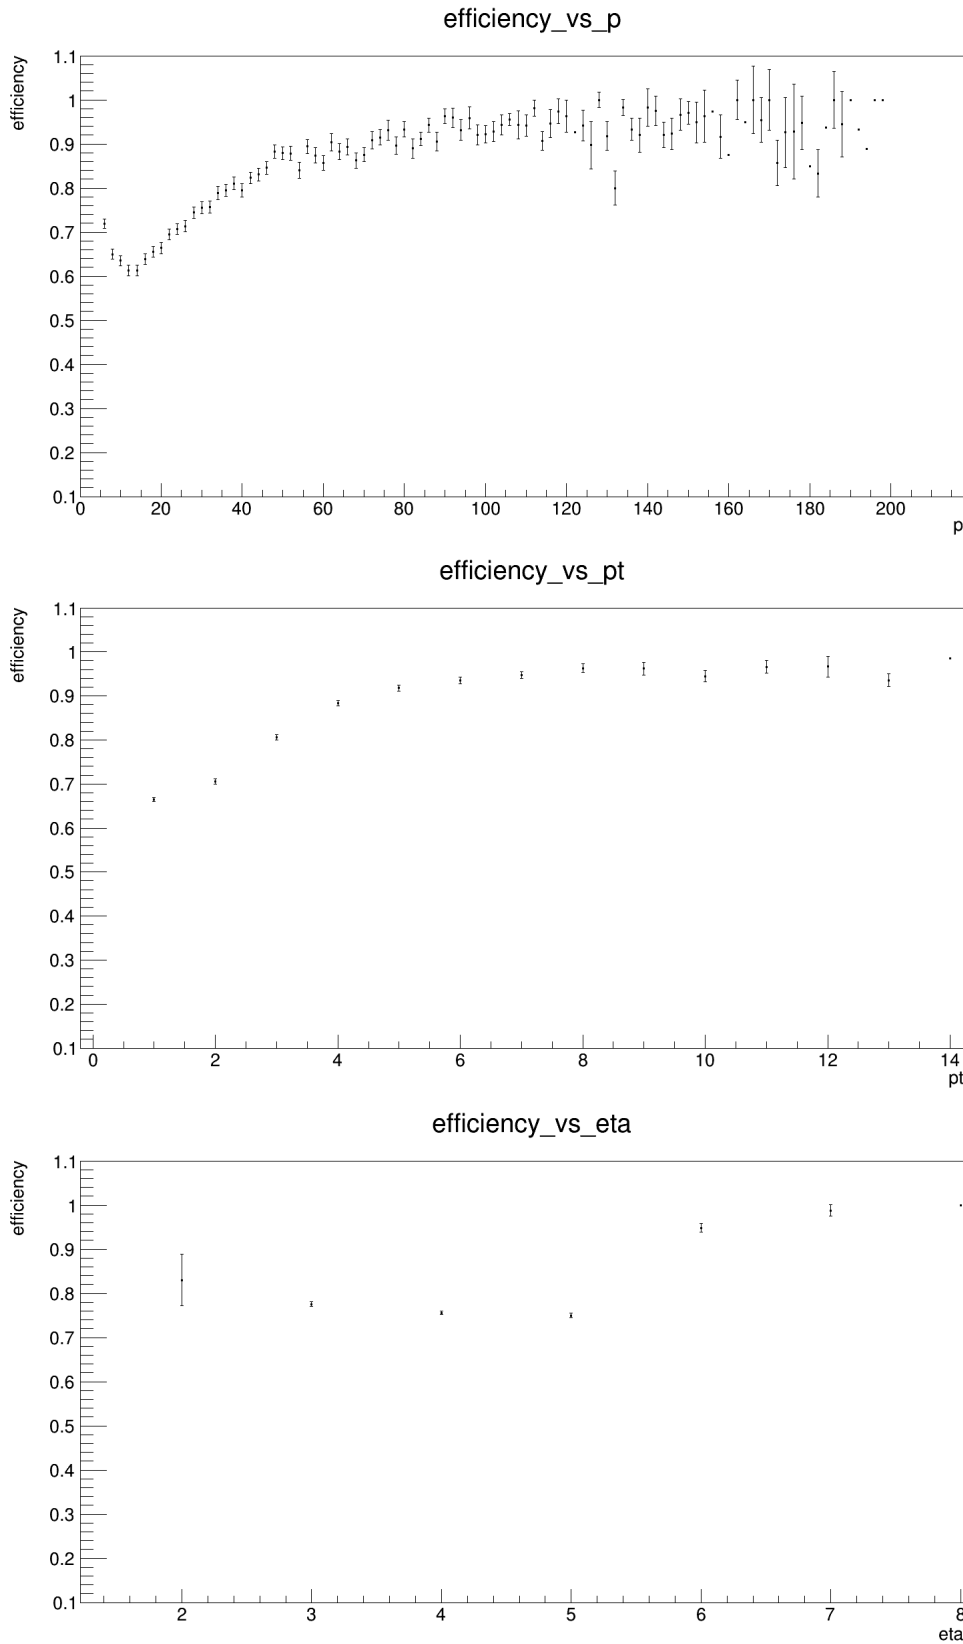 efficiency_vs_p
efficiency
1.1
1
0.9
0.8
0.7
0.6
0.5
0.4
0.3
0.2
0.1
0 20 40 60 80 100 120 140 160 180 200
p
efficiency_vs_pt
efficiency
1.1
1
0.9
0.8
0.7
0.6
0.5
0.4
0.3
0.2
0.1
0 2 4 6 8 10 12 14
pt
efficiency_vs_eta
efficiency
1.1
1
0.9
0.8
0.7
0.6
0.5
0.4
0.3
0.2
0.1
2 3 4 5 6 7 8
eta